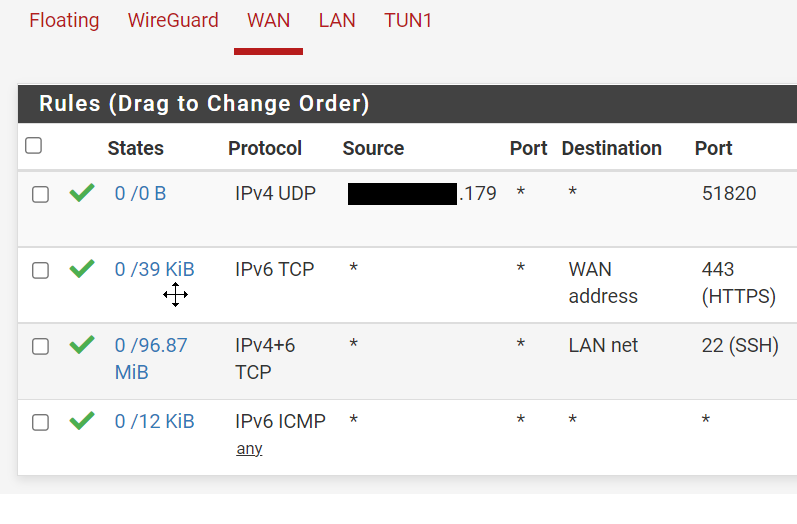 Floating WireGuard WAN LAN TUN1
Rules (Drag to Change Order)
States Protocol Source Port Destination Port
0 /0 B IPv4 UDP .179 * * 51820
0 /39 KiB IPv6 TCP * * WAN 443
address (HTTPS)
0 /96.87 IPv4+6 * * LAN net 22 (SSH)
MiB TCP
0 /12 KiB IPv6 ICMP * * * *
any